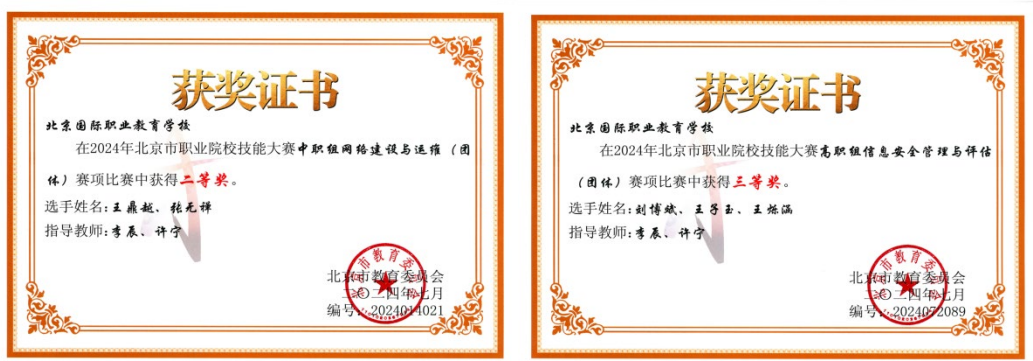 获奖证书
北京国际职业教育学校
在2024年北京市职业院校技能大赛中职组网络建设与运维（团
体）赛项比赛中获得二等奖。
选手姓名:王鼎越、张无禅
指导教师:李辰、许宁
北京市教育委员会
二〇二四年七月
编号：2024014021
获奖证书
北京国际职业教育学校
在2024年北京市职业院校技能大赛高职组信息安全管理与评估
（团体）赛项比赛中获得三等奖。
选手姓名:刘博斌、王子玉、王烁涵
指导教师:李辰、许宁
北京市教育委员会
二〇二四年七月
编号：2024072089